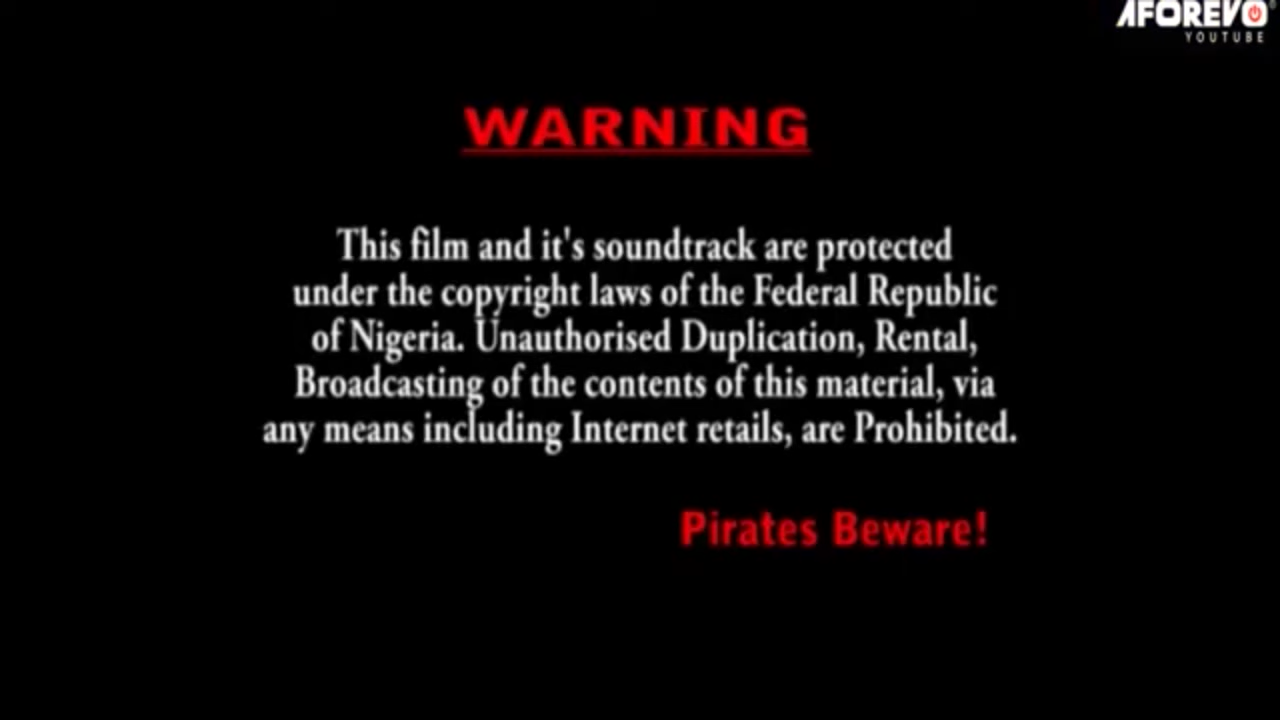 AFOREVO
YOUTUBE
WARNING
This film and it's soundtrack are protected
under the copyright laws of the Federal Republic
of Nigeria. Unauthorised Duplication, Rental,
Broadcasting of the contents of this material, via
any means including Internet retails, are Prohibited.
Pirates Beware!